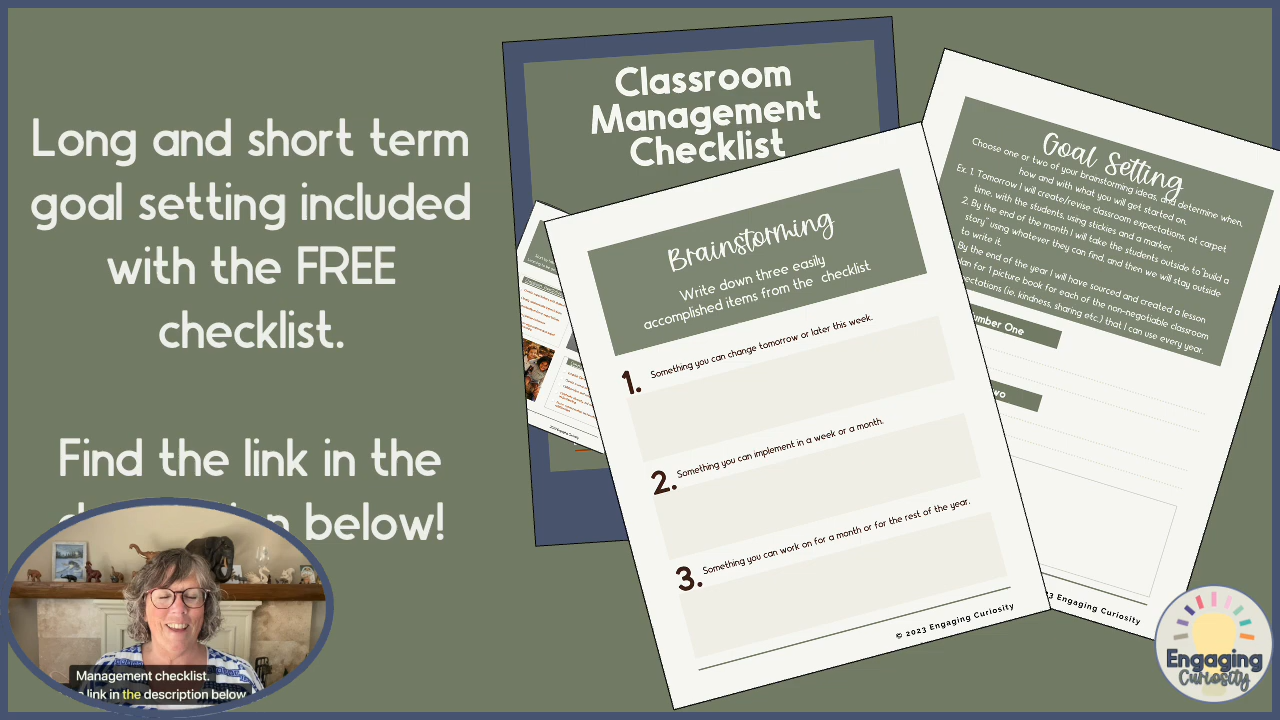 Long and short term
goal setting included
with the FREE
checklist.
Find the link in the
below!
Classroom
Management
Checklist
Brainstorming
Write down three easily
accomplished items from the checklist
1. Something you can change tomorrow or later this week.
2. Something you can implement in a week or a month.
3. Something you can work on for a month or for the rest of the year.
© 2023 Engaging Curiosity
Goal Setting
Choose one or two of your brainstorming ideas, and determine when,
how and with what you will get started on.
Ex. 1. Tomorrow I will create/revise classroom expectations, at carpet
time, with the students, using stickies and a marker.
2. By the end of the month I will take the students outside to "build a
story" using whatever they can find, and then we will stay outside
to write it.
By the end of the year I will have sourced and created a lesson
for 1 picture book for each of the non-negotiable classroom
(ie. kindness, sharing etc.) that I can use every year.
One
Engaging Curiosity
Management checklist.
link in the description below
Engaging
Curiosity